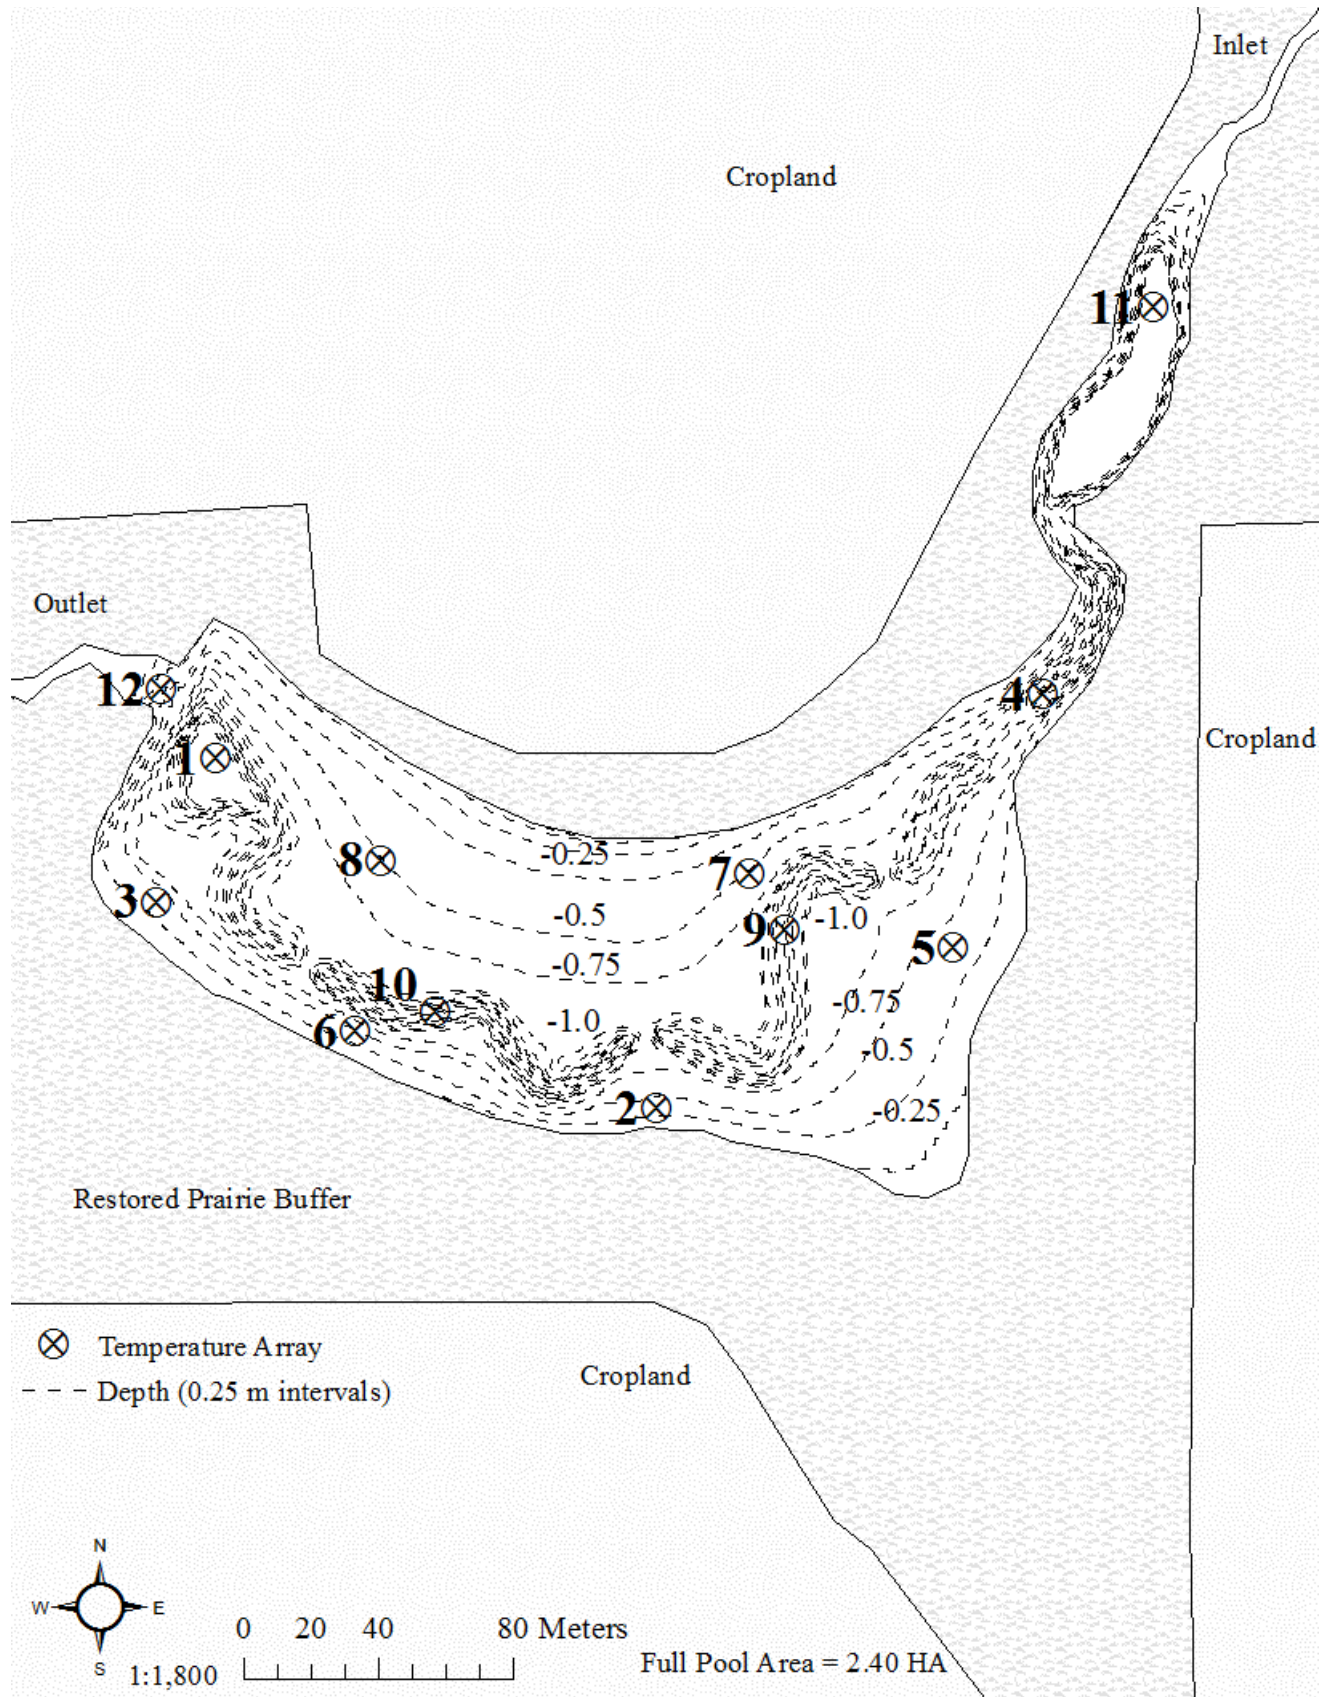 Inlet
Cropland
11
Outlet
12
4
Cropland
1
-0.25
8
7
3
-0.5
-1.0
9
5
-0.75
10
-0.75
6
-1.0
-0.5
2
-0.25
Restored Prairie Buffer
Temperature Array
Cropland
Depth (0.25 m intervals)
N
W
E
S
0 20 40 80 Meters
1:1,800
Full Pool Area = 2.40 HA